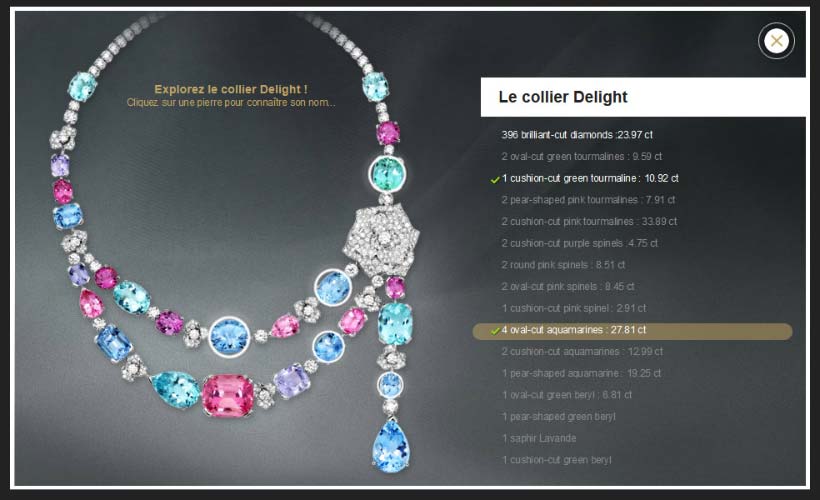 Explorez le collier Delight !
Cliquez sur une pierre pour connaître son nom...
Le collier Delight
396 brilliant-cut diamonds :23.97 ct
2 oval-cut green tourmalines : 9.59 ct
1 cushion-cut green tourmaline : 10.92 ct
2 pear-shaped pink tourmalines : 7.91 ct
2 cushion-cut pink tourmalines : 33.89 ct
2 cushion-cut purple spinels :4.75 ct
2 round pink spinels : 8.51 ct
2 oval-cut pink spinels : 8.45 ct
1 cushion-cut pink spinel : 2.91 ct
4 oval-cut aquamarines : 27.81 ct
2 cushion-cut aquamarines : 12.99 ct
1 pear-shaped aquamarine : 19.25 ct
1 oval-cut green beryl : 6.81 ct
1 pear-shaped green beryl
1 saphir Lavande
1 cushion-cut green beryl